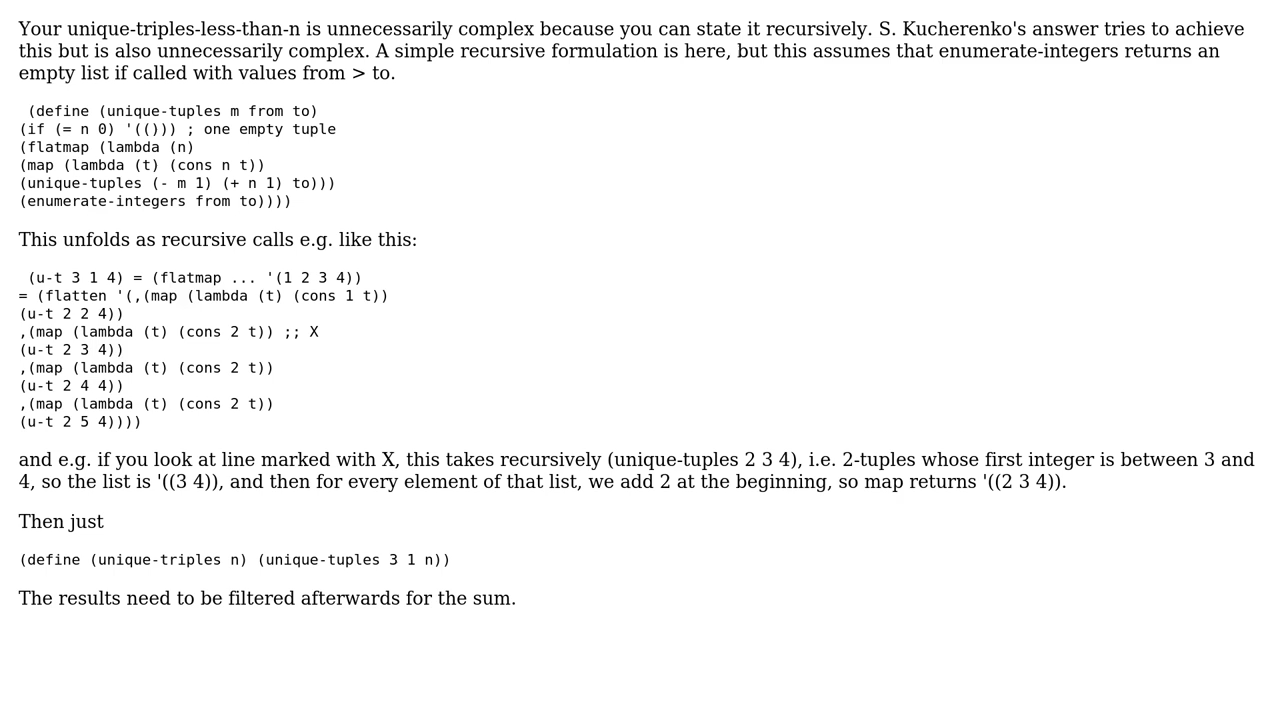 Your unique-triples-less-than-n is unnecessarily complex because you can state it recursively. S. Kucherenko's answer tries to achieve
this but is also unnecessarily complex. A simple recursive formulation is here, but this assumes that enumerate-integers returns an
empty list if called with values from > to.
(define (unique-tuples m from to)
(if (= n 0) '(())) ; one empty tuple
(flatmap (lambda (n)
(map (lambda (t) (cons n t))
(unique-tuples (- m 1) (+ n 1) to)))
(enumerate-integers from to))))
This unfolds as recursive calls e.g. like this:
(u-t 3 1 4) = (flatmap ... '(1 2 3 4))
= (flatten '(,(map (lambda (t) (cons 1 t))
(u-t 2 2 4))
,(map (lambda (t) (cons 2 t)) ;; X
(u-t 2 3 4))
,(map (lambda (t) (cons 2 t))
(u-t 2 4 4))
,(map (lambda (t) (cons 2 t))
(u-t 2 5 4))))
and e.g. if you look at line marked with X, this takes recursively (unique-tuples 2 3 4), i.e. 2-tuples whose first integer is between 3 and
4, so the list is '((3 4)), and then for every element of that list, we add 2 at the beginning, so map returns '((2 3 4)).
Then just
(define (unique-triples n) (unique-tuples 3 1 n))
The results need to be filtered afterwards for the sum.